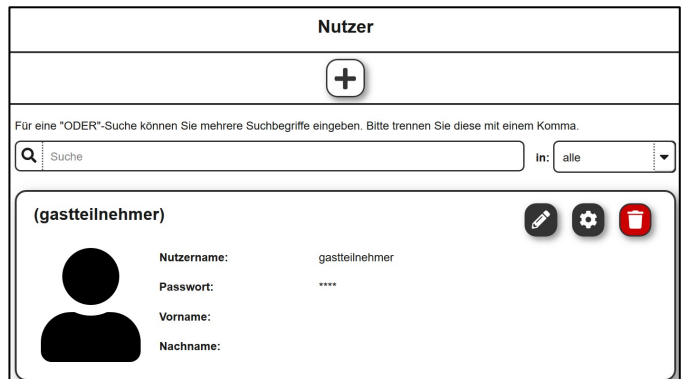 Nutzer
Für eine "ODER"-Suche können Sie mehrere Suchbegriffe eingeben. Bitte trennen Sie diese mit einem Komma.
Suche in: alle
(gastteilnehmer)
Nutzername: gastteilnehmer
Passwort: ****
Vorname:
Nachname: